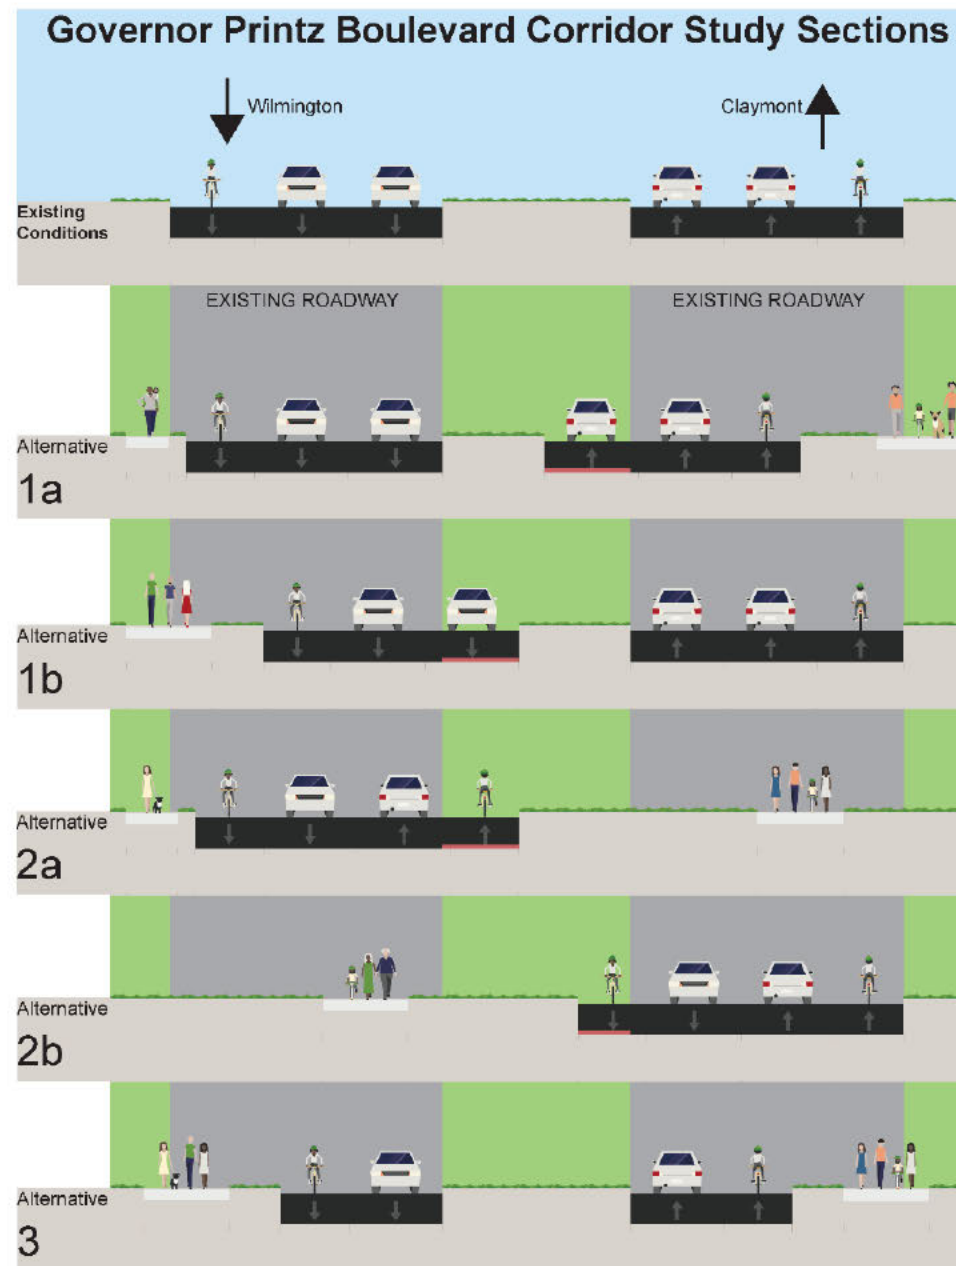 Governor Printz Boulevard Corridor Study Sections
Wilmington
Claymont
Existing
Conditions
EXISTING ROADWAY
EXISTING ROADWAY
Alternative
1a
Alternative
1b
Alternative
2a
Alternative
2b
Alternative
3